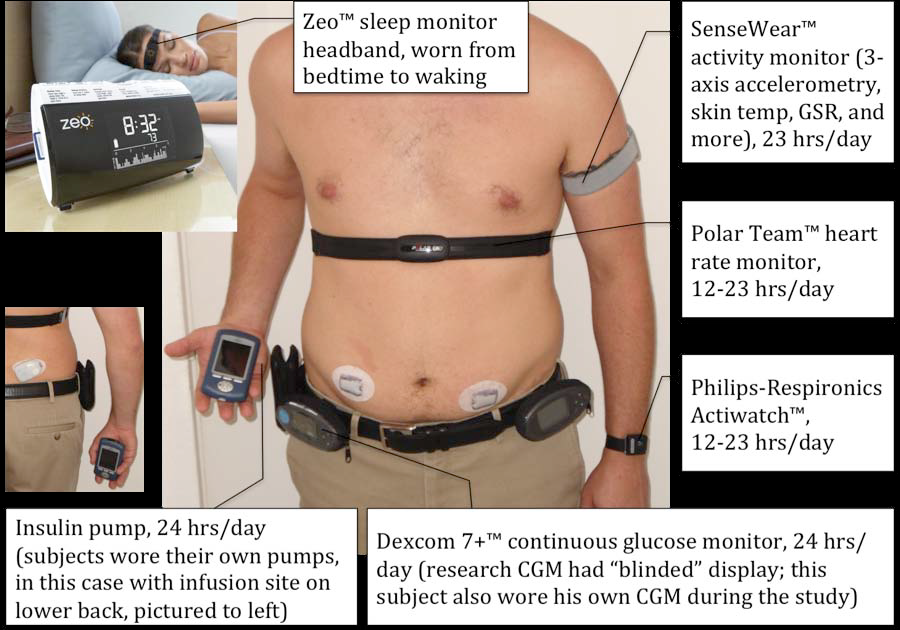 Zeo™ sleep monitor
headband, worn from
bedtime to waking
SenseWear™
activity monitor (3-
axis accelerometry,
skin temp, GSR, and
more), 23 hrs/day
zeo
8:32
73
POLAR
Polar Team™ heart
rate monitor,
12-23 hrs/day
Philips-Respironics
Actiwatch™,
12-23 hrs/day
Insulin pump, 24 hrs/day
(subjects wore their own pumps,
in this case with infusion site on
lower back, pictured to left)
Dexcom 7+™ continuous glucose monitor, 24 hrs/
day (research CGM had “blinded” display; this
subject also wore his own CGM during the study)